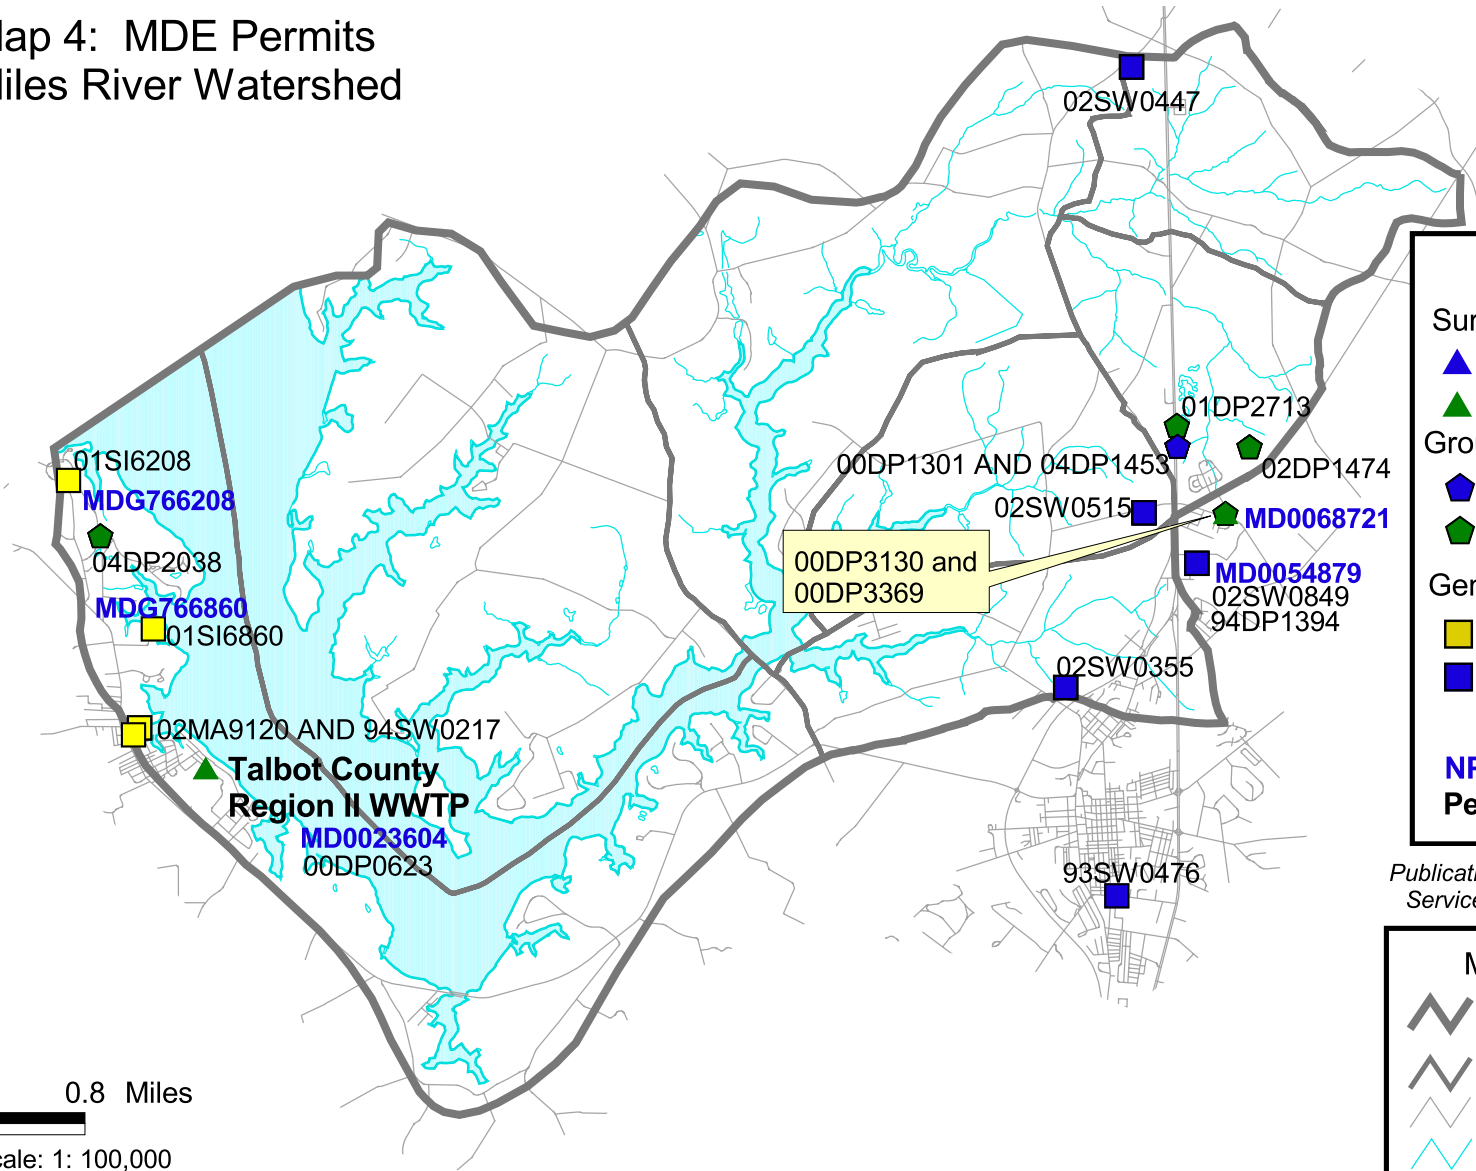 ap 4: MDE Permits
iles River Watershed
02SW0447
01DP2713
00DP1301 AND 04DP1453
02DP1474
02SW0515
MD0068721
00DP3130 and
00DP3369
MD0054879
02SW0849
94DP1394
02SW0355
93SW0476
01SI6208
MDG766208
04DP2038
MDG766860
01SI6860
02MA9120 AND 94SW0217
Talbot County
Region II WWTP
MD0023604
00DP0623
0.8 Miles
cale: 1: 100,000
Sur
Gro
Ger
NP
Pe
Publicati
Service
M